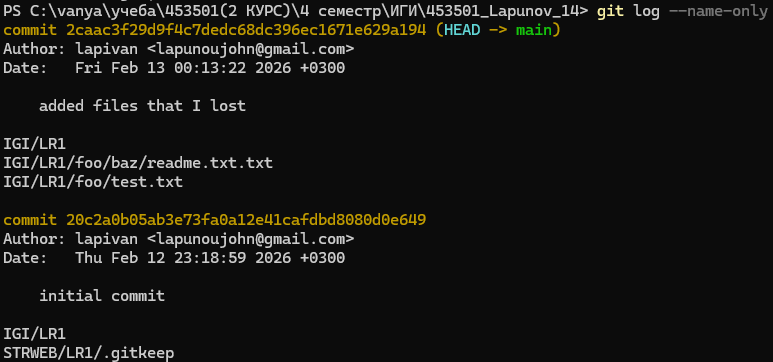 PS C:\vanya\учеба\453501(2 КУРС)\4 семестр\ИГИ\453501_Lapunov_14> git log --name-only
commit 2caac3f29d9f4c7dedc68dc396ec1671e629a194 (HEAD -> main)
Author: lapivan <lapunoujohn@gmail.com>
Date:   Fri Feb 13 00:13:22 2026 +0300
    added files that I lost
IGI/LR1
IGI/LR1/foo/baz/readme.txt.txt
IGI/LR1/foo/test.txt
commit 20c2a0b05ab3e73fa0a12e41cafdbd8080d0e649
Author: lapivan <lapunoujohn@gmail.com>
Date:   Thu Feb 12 23:18:59 2026 +0300
    initial commit
IGI/LR1
STRWEB/LR1/.gitkeep